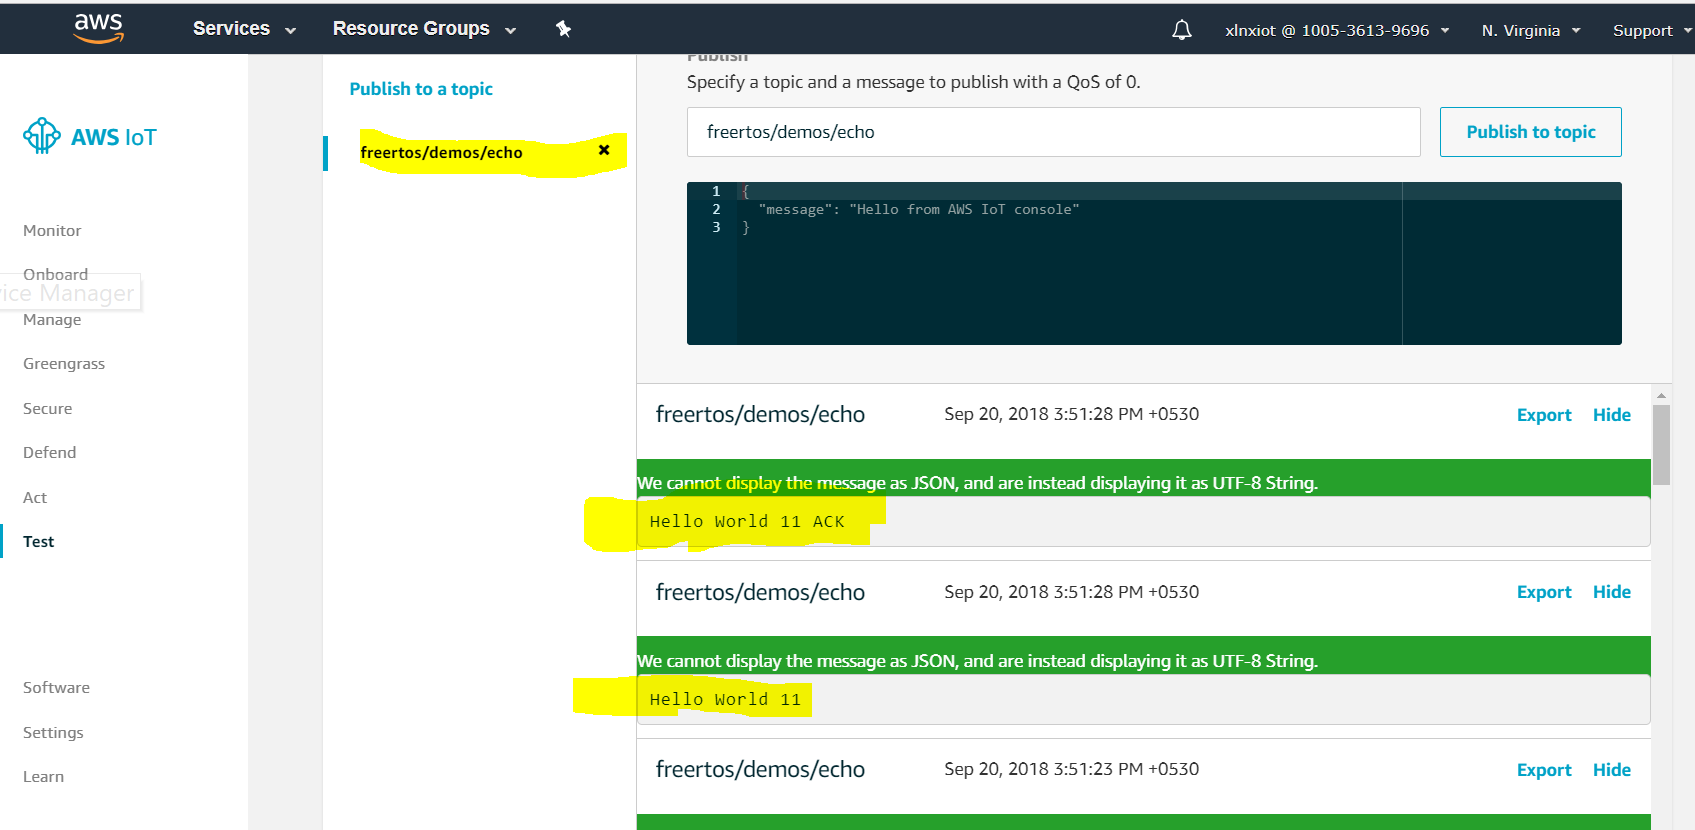 aws Services Resource Groups xlnxiot @ 1005-3613-9696 N. Virginia Support
AWS IoT
Monitor
Onboard
vice Manager
Manage
Greengrass
Secure
Defend
Act
Test
Software
Settings
Learn
Publish to a topic
freertos/demos/echo
Publish
Specify a topic and a message to publish with a QoS of 0.
freertos/demos/echo Publish to topic
1 {
2 "message": "Hello from AWS IoT console"
3 }
freertos/demos/echo Sep 20, 2018 3:51:28 PM +0530 Export Hide
We cannot display the message as JSON, and are instead displaying it as UTF-8 String.
Hello World 11 ACK
freertos/demos/echo Sep 20, 2018 3:51:28 PM +0530 Export Hide
We cannot display the message as JSON, and are instead displaying it as UTF-8 String.
Hello World 11
freertos/demos/echo Sep 20, 2018 3:51:23 PM +0530 Export Hide